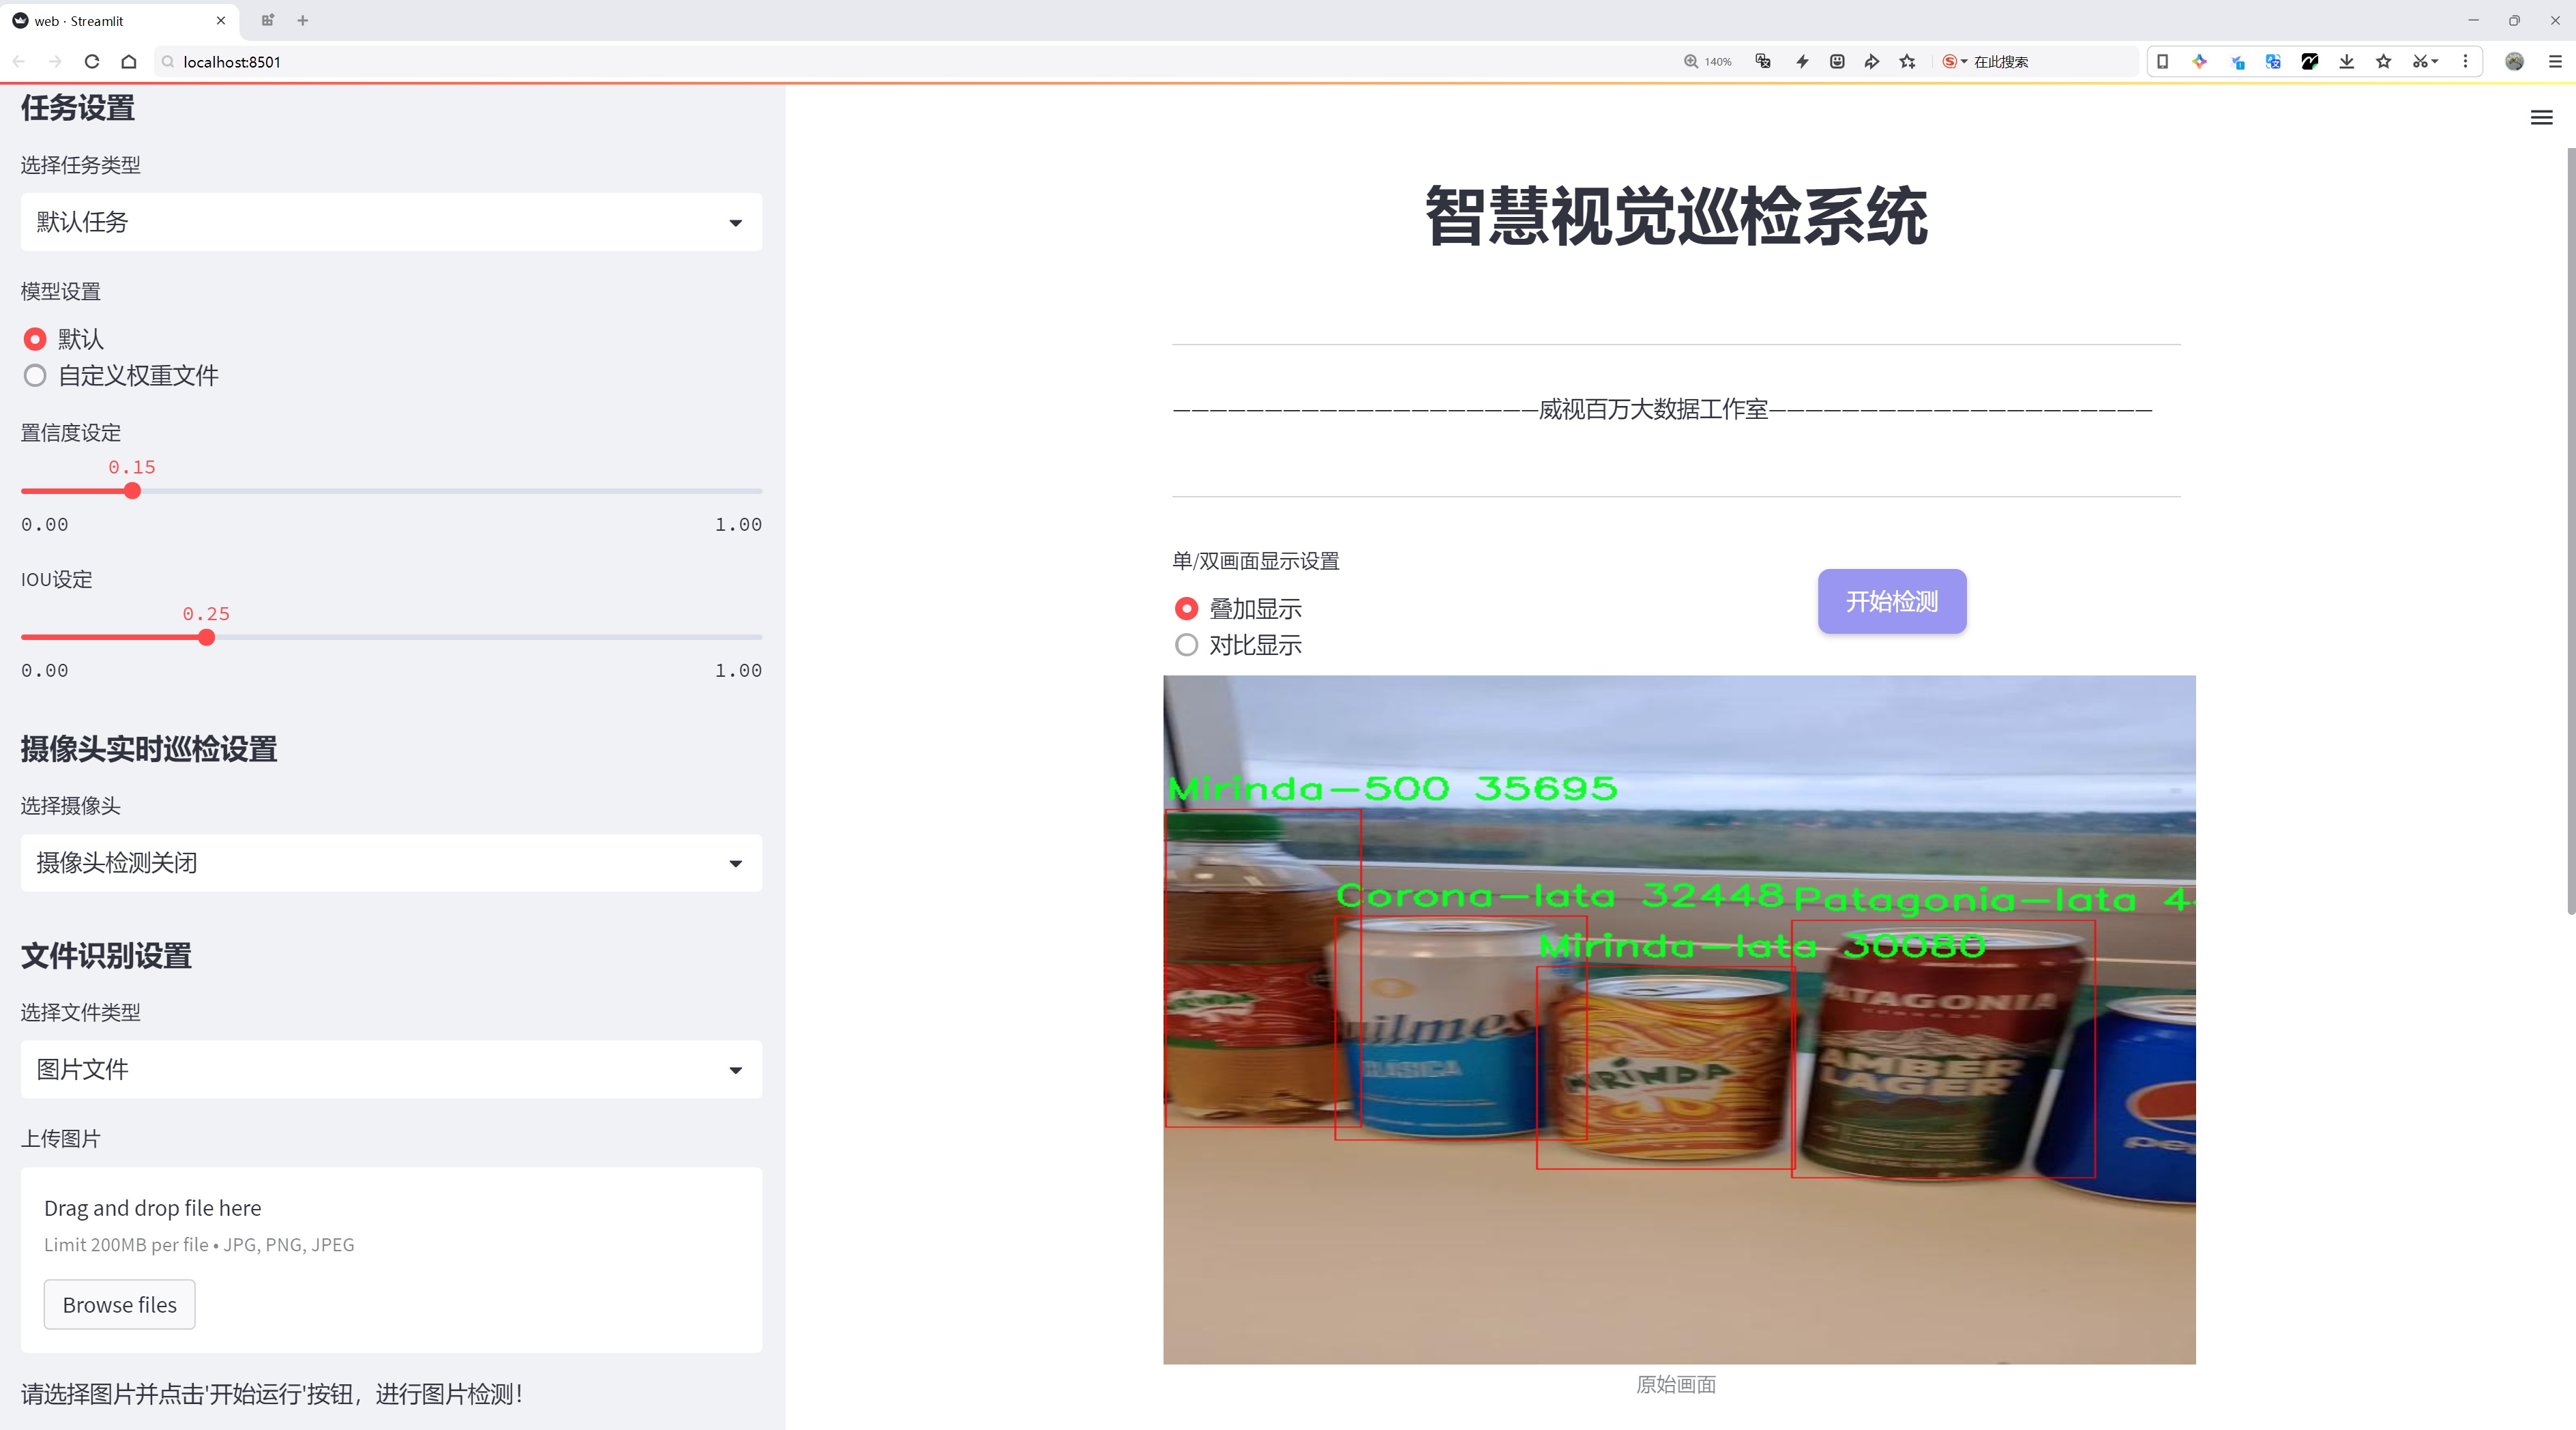 web · Streamlit
localhost:8501
140%
在此搜索
任务设置
选择任务类型
默认任务
模型设置
默认
自定义权重文件
置信度设定
0.15
0.00 1.00
IOU设定
0.25
0.00 1.00
摄像头实时巡检设置
选择摄像头
摄像头检测关闭
文件识别设置
选择文件类型
图片文件
上传图片
Drag and drop file here
Limit 200MB per file • JPG, PNG, JPEG
Browse files
请选择图片并点击'开始运行'按钮，进行图片检测！
智慧视觉巡检系统
—————————————————————威视百万大数据工作室—————————————————————
单/双画面显示设置
叠加显示
对比显示
开始检测
Mirinda-500 35695
Corona-lata 32448
Patagonia-lata 4
Mirinda-lata 30080
uilmes
CLÁSICA
MIRINDA
TAGONIA
AMBER
LAGER
pep
原始画面